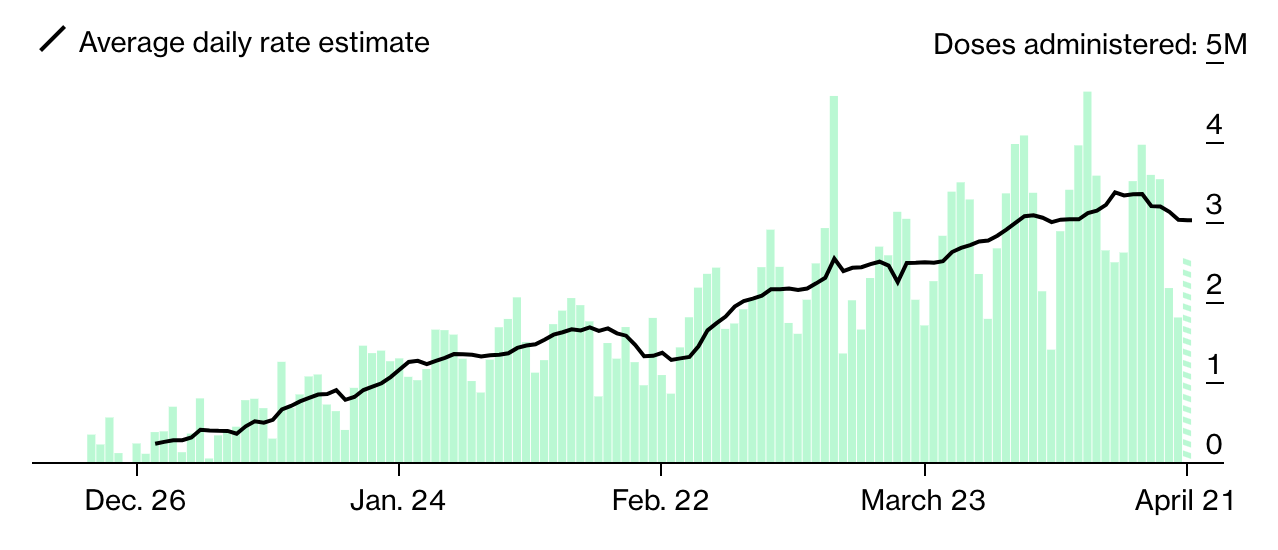 Average daily rate estimate
Doses administered: 5M
4
3
2
1
0
Dec. 26
Jan. 24
Feb. 22
March 23
April 21